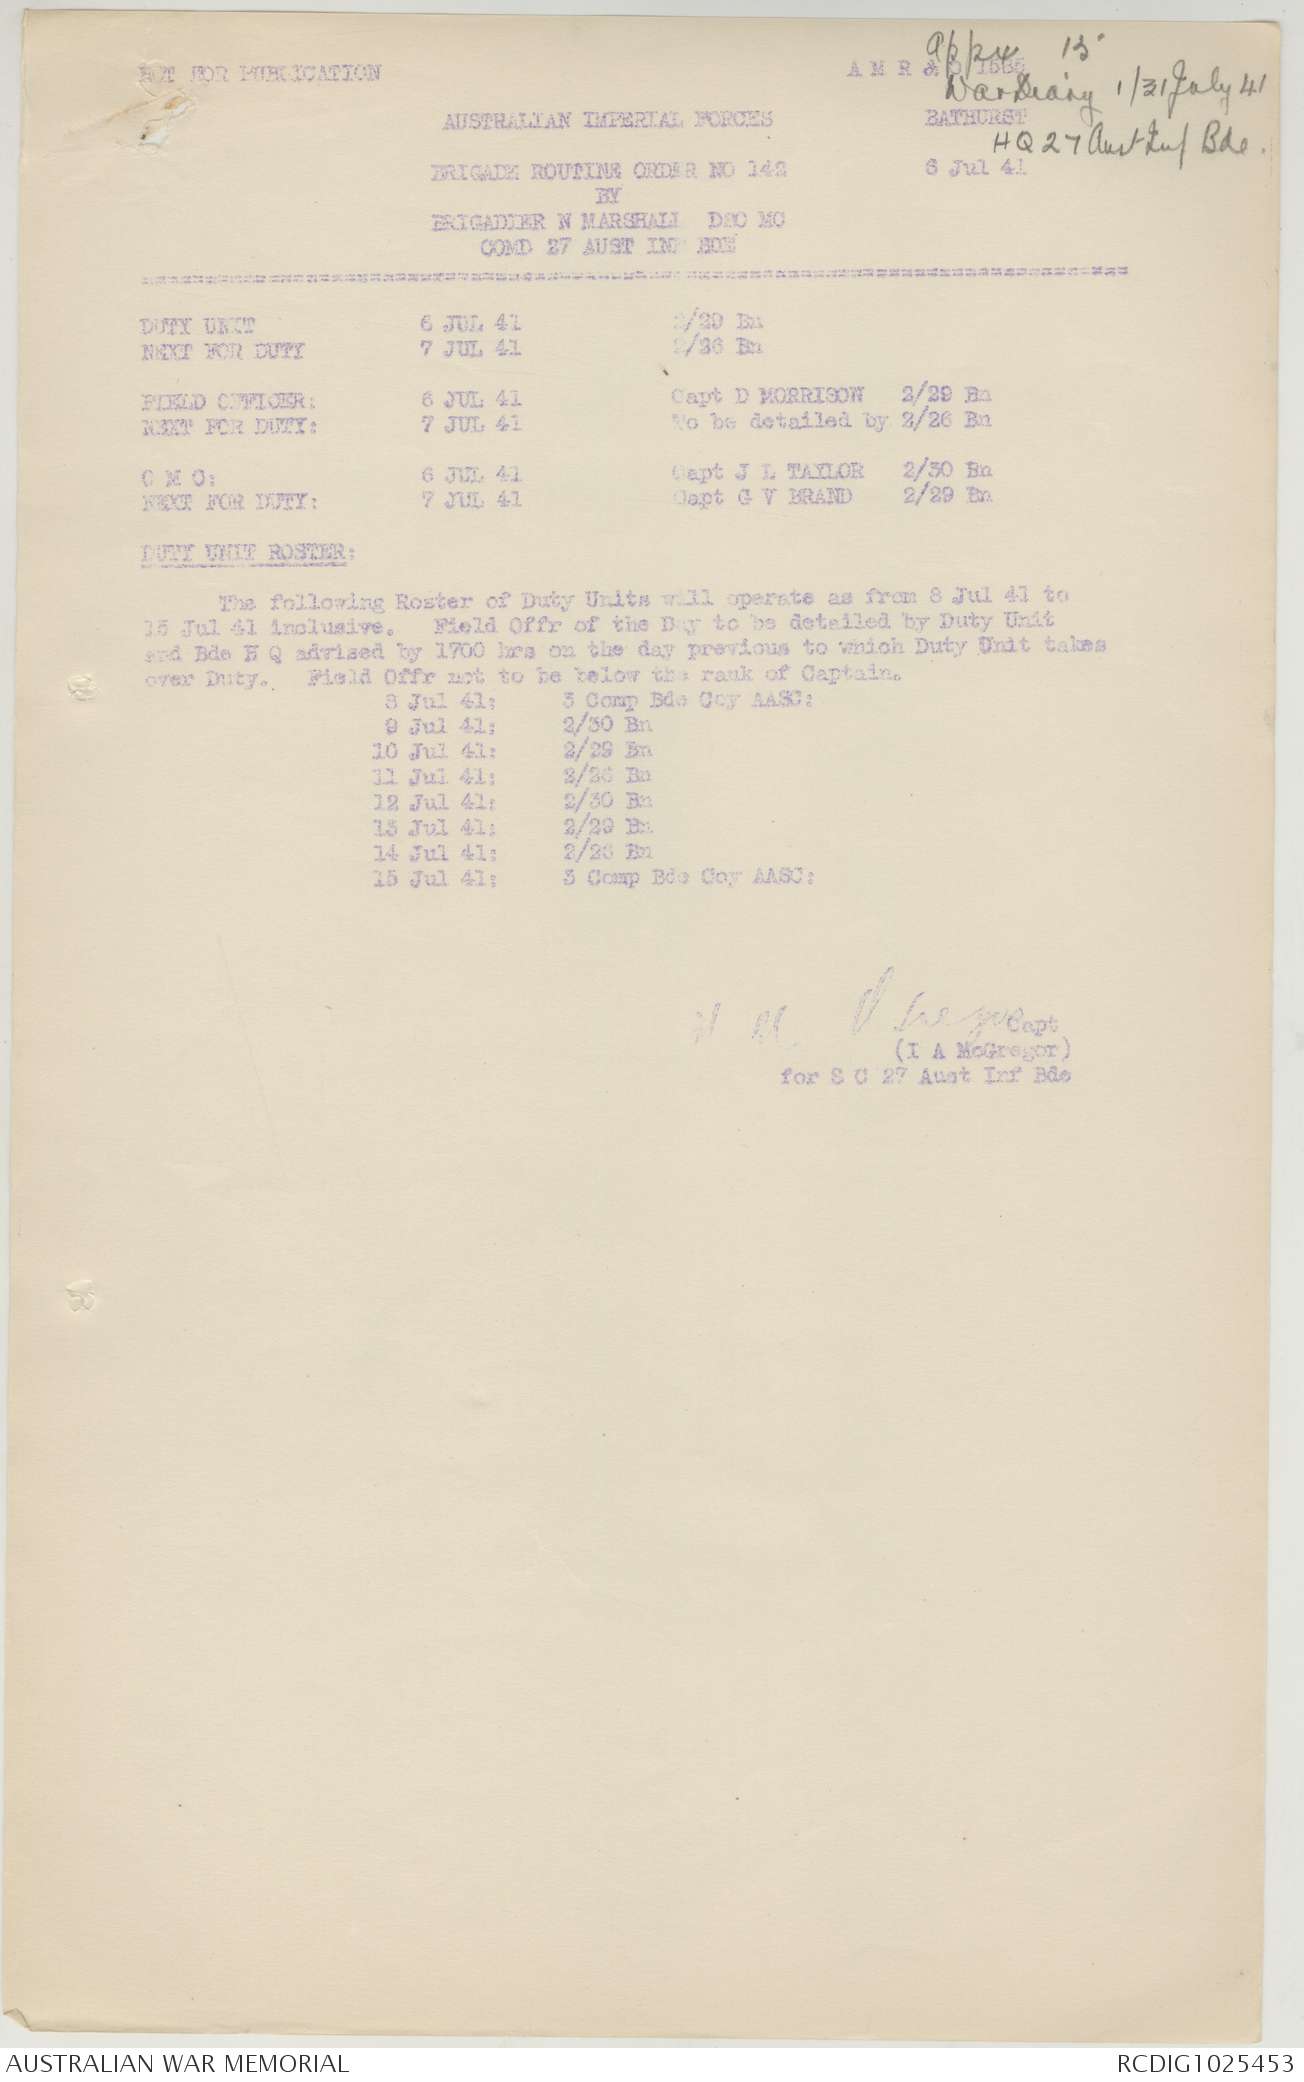 Appx 15
NOT FOR PUBLICATION A M R & O 1585
War Diary 1/31 July 41
AUSTRALIAN IMPERIAL FORCES BATHURST
HQ 27 Aust Inf Bde.
BRIGADE ROUTINE ORDER NO 142 6 Jul 41
BY
BRIGADIER N MARSHALL DSO MC
COMD 27 AUST INF BDE
DUTY UNIT 6 JUL 41 2/29 Bn
NEXT FOR DUTY 7 JUL 41 2/26 Bn
FIELD OFFICER: 6 JUL 41 Capt D MORRISON 2/29 Bn
NEXT FOR DUTY: 7 JUL 41 To be detailed by 2/26 Bn
O M O: 6 JUL 41 Capt J L TAYLOR 2/30 Bn
NEXT FOR DUTY: 7 JUL 41 Capt G V BRAND 2/29 Bn
DUTY UNIT ROSTER:
The following Roster of Duty Units will operate as from 8 Jul 41 to
15 Jul 41 inclusive. Field Offr of the Day to be detailed by Duty Unit
and Bde H Q advised by 1700 hrs on the day previous to which Duty Unit takes
over Duty. Field Offr not to be below the rank of Captain.
8 Jul 41: 3 Comp Bde Coy AASC:
9 Jul 41: 2/30 Bn
10 Jul 41: 2/29 Bn
11 Jul 41: 2/26 Bn
12 Jul 41: 2/30 Bn
13 Jul 41: 2/29 Bn
14 Jul 41: 2/26 Bn
15 Jul 41: 3 Comp Bde Coy AASC:
Capt
(I A McGregor)
for S C 27 Aust Inf Bde
AUSTRALIAN WAR MEMORIAL RCDIG1025453